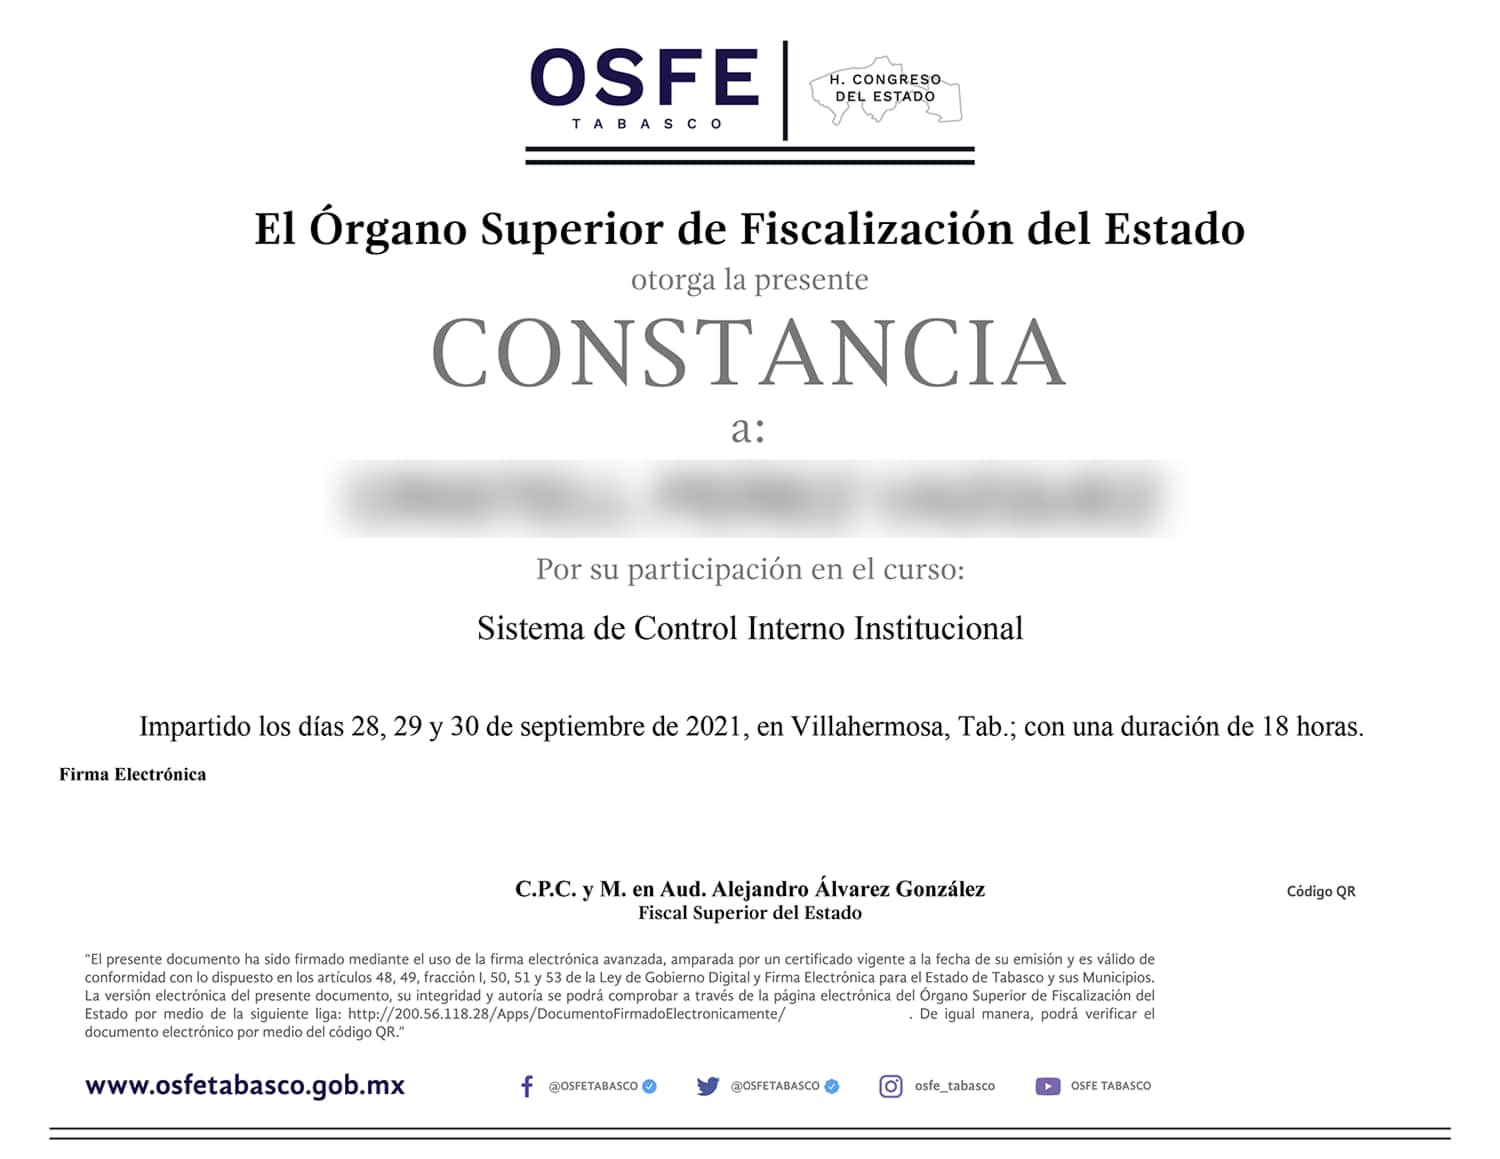 OSFE
TABASCO
H. CONGRESO
DEL ESTADO
El Órgano Superior de Fiscalización del Estado
otorga la presente
CONSTANCIA
a:
Por su participación en el curso:
Sistema de Control Interno Institucional
Impartido los días 28, 29 y 30 de septiembre de 2021, en Villahermosa, Tab.; con una duración de 18 horas.
Firma Electrónica
C.P.C. y M. en Aud. Alejandro Álvarez González
Fiscal Superior del Estado
Código QR
“El presente documento ha sido firmado mediante el uso de la firma electrónica avanzada, amparada por un certificado vigente a la fecha de su emisión y es válido de
conformidad con lo dispuesto en los artículos 48, 49, fracción I, 50, 51 y 53 de la Ley de Gobierno Digital y Firma Electrónica para el Estado de Tabasco y sus Municipios.
La versión electrónica del presente documento, su integridad y autoría se podrá comprobar a través de la página electrónica del Órgano Superior de Fiscalización del
Estado por medio de la siguiente liga: http://200.56.118.28/Apps/DocumentoFirmadoElectronicamente/ . De igual manera, podrá verificar el
documento electrónico por medio del código QR.”
www.osfetabasco.gob.mx
@OSFETABASCO
@OSFETABASCO
osfe_tabasco
OSFE TABASCO